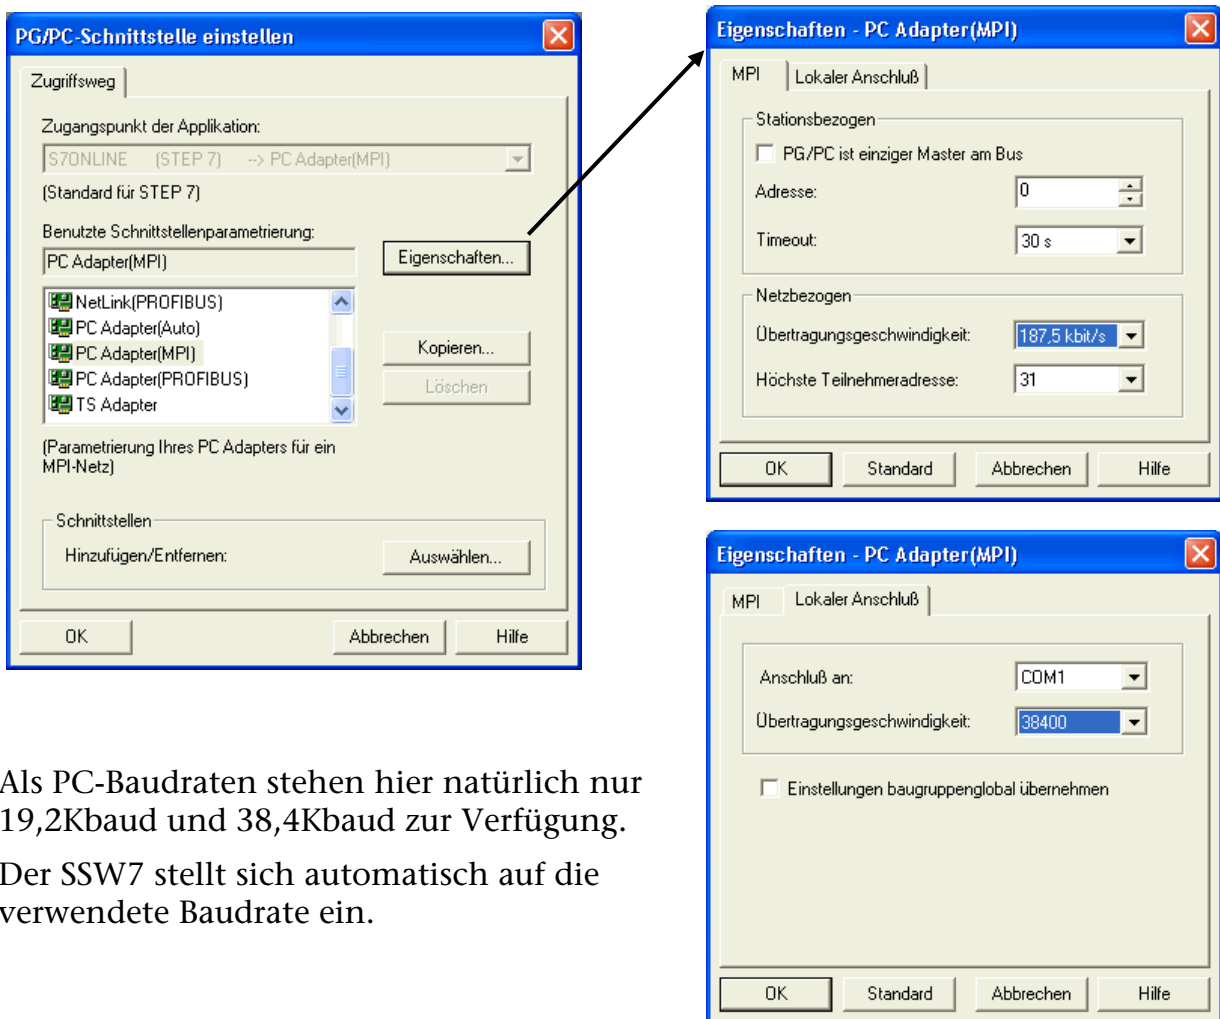 PG/PC-Schnittstelle einstellen
Zugriffsweg
Zugangspunkt der Applikation:
S7ONLINE (STEP 7) --> PC Adapter(MPI)
(Standard für STEP 7)
Benutzte Schnittstellenparametrierung:
PC Adapter(MPI)
Eigenschaften...
NetLink(PROFIBUS)
PC Adapter(Auto)
PC Adapter(MPI)
PC Adapter(PROFIBUS)
TS Adapter
Kopieren...
Löschen
(Parametrierung Ihres PC Adapters für ein
MPI-Netz)
Schnittstellen
Hinzufügen/Entfernen:
Auswählen...
OK
Abbrechen
Hilfe
Eigenschaften - PC Adapter(MPI)
MPI
Lokaler Anschluß
Stationsbezogen
PG/PC ist einziger Master am Bus
Adresse: 0
Timeout: 30 s
Netzbezogen
Übertragungsgeschwindigkeit: 187,5 kbit/s
Höchste Teilnehmeradresse: 31
OK
Standard
Abbrechen
Hilfe
Eigenschaften - PC Adapter(MPI)
MPI
Lokaler Anschluß
Anschluß an: COM1
Übertragungsgeschwindigkeit: 38400
Einstellungen baugruppenglobal übernehmen
OK
Standard
Abbrechen
Hilfe
Als PC-Baudraten stehen hier natürlich nur
19,2Kbaud und 38,4Kbaud zur Verfügung.
Der SSW7 stellt sich automatisch auf die
verwendete Baudrate ein.